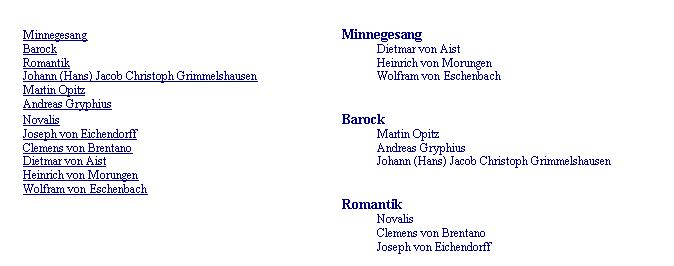 Minnegesang
Barock
Romantik
Johann (Hans) Jacob Christoph Grimmelshausen
Martin Opitz
Andreas Gryphius
Novalis
Joseph von Eichendorff
Clemens von Brentano
Dietmar von Aist
Heinrich von Morungen
Wolfram von Eschenbach
Minnegesang
Dietmar von Aist
Heinrich von Morungen
Wolfram von Eschenbach
Barock
Martin Opitz
Andreas Gryphius
Johann (Hans) Jacob Christoph Grimmelshausen
Romantik
Novalis
Clemens von Brentano
Joseph von Eichendorff